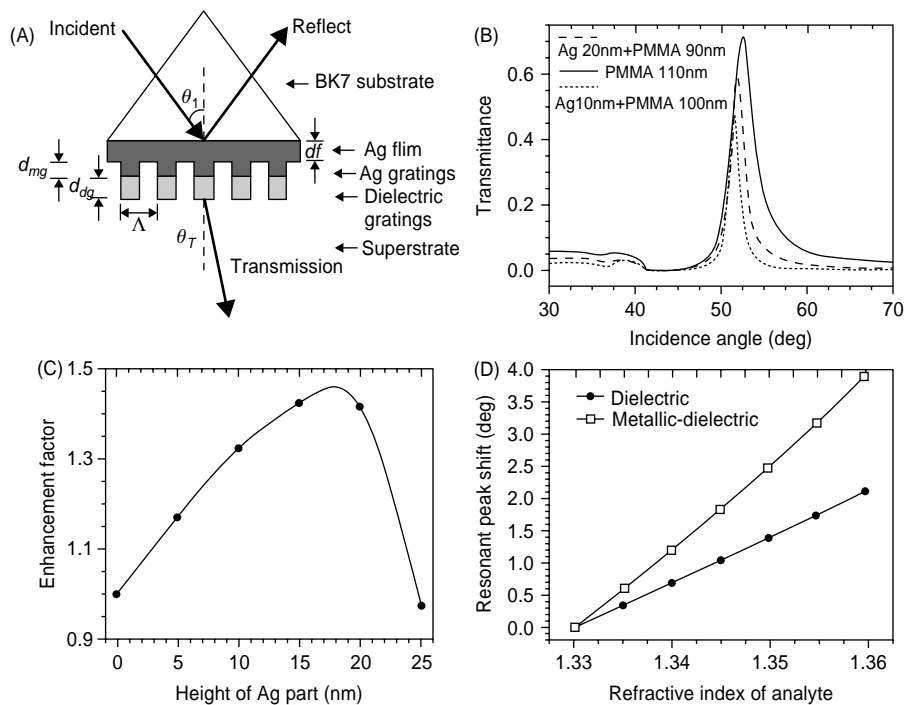 (A)
Incident
Reflect
θ1
BK7 substrate
df
Ag flim
dmg
Ag gratings
ddg
Dielectric
gratings
Λ
θT
Superstrate
Transmission
(B)
Transmittance
0.6
0.4
0.2
0.0
Ag 20nm+PMMA 90nm
PMMA 110nm
Ag10nm+PMMA 100nm
30 40 50 60 70
Incidence angle (deg)
(C)
Enhancement factor
1.5
1.3
1.1
0.9
0 5 10 15 20 25
Height of Ag part (nm)
(D)
Resonant peak shift (deg)
4.0
3.5
3.0
2.5
2.0
1.5
1.0
0.5
0.0
Dielectric
Metallic-dielectric
1.33 1.34 1.35 1.36
Refractive index of analyte